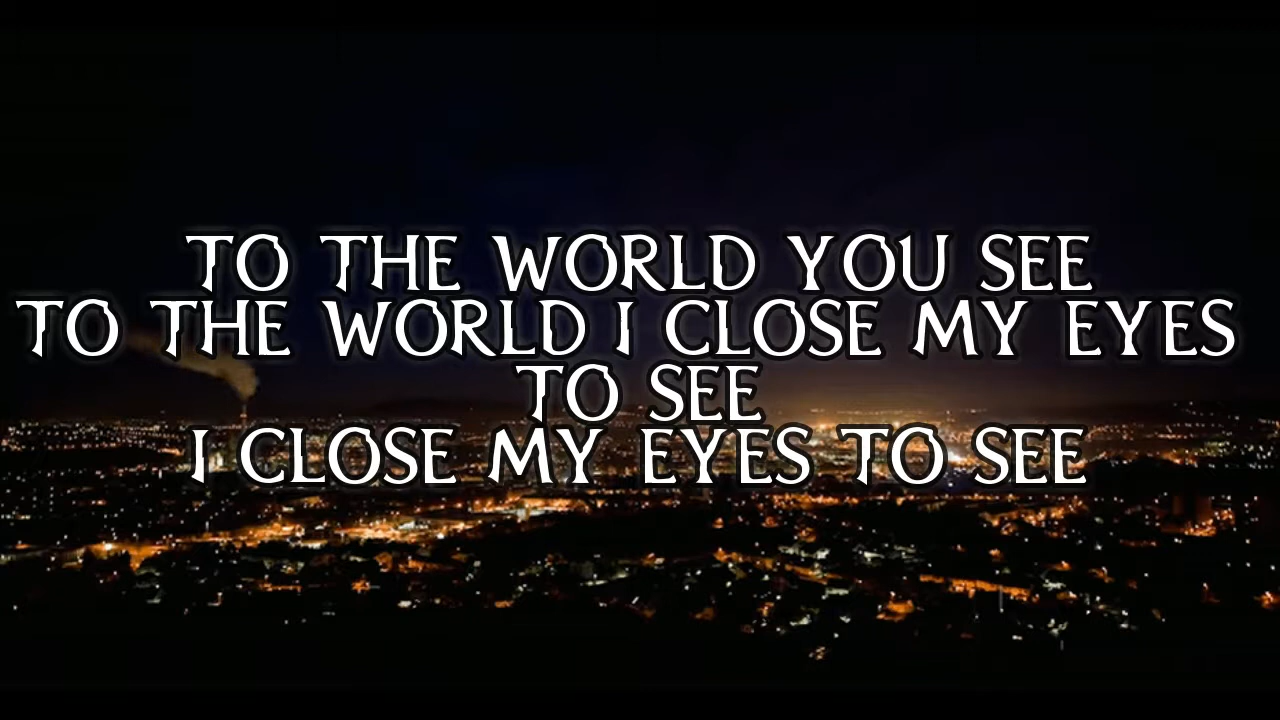 TO THE WORLD YOU SEE
TO THE WORLD I CLOSE MY EYES
TO SEE
I CLOSE MY EYES TO SEE